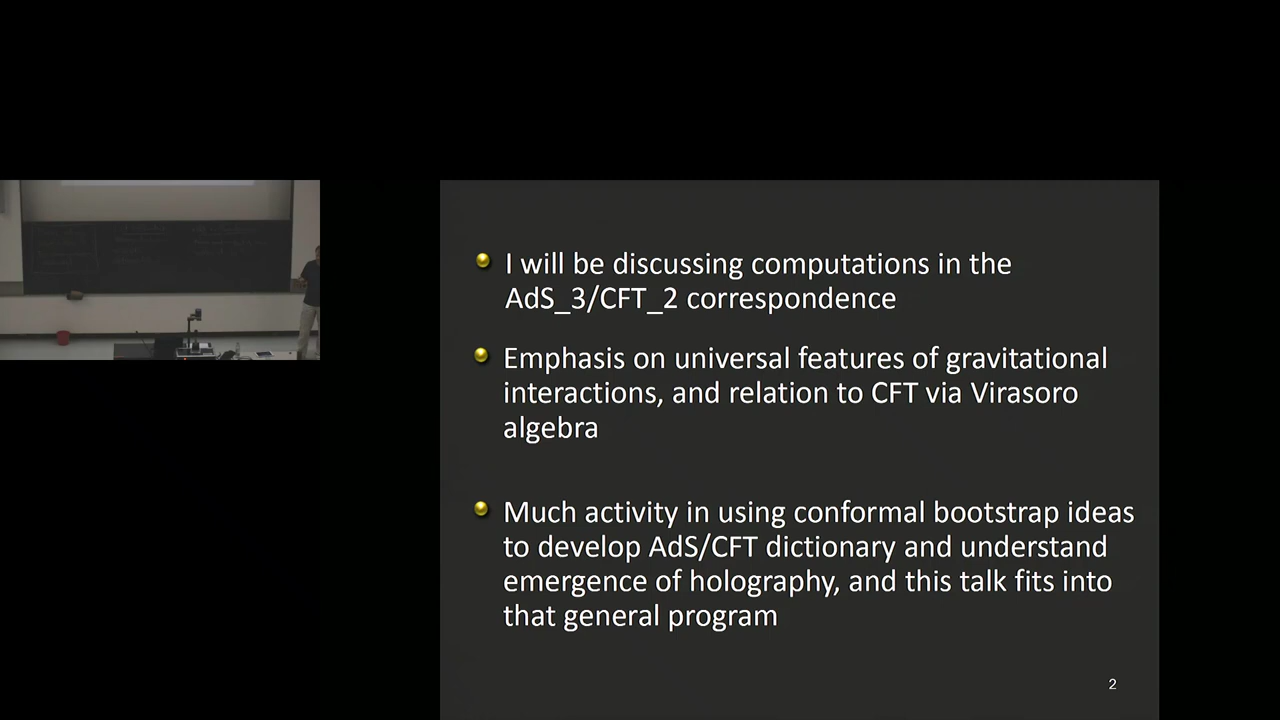 I will be discussing computations in the
AdS_3/CFT_2 correspondence
Emphasis on universal features of gravitational
interactions, and relation to CFT via Virasoro
algebra
Much activity in using conformal bootstrap ideas
to develop AdS/CFT dictionary and understand
emergence of holography, and this talk fits into
that general program
2